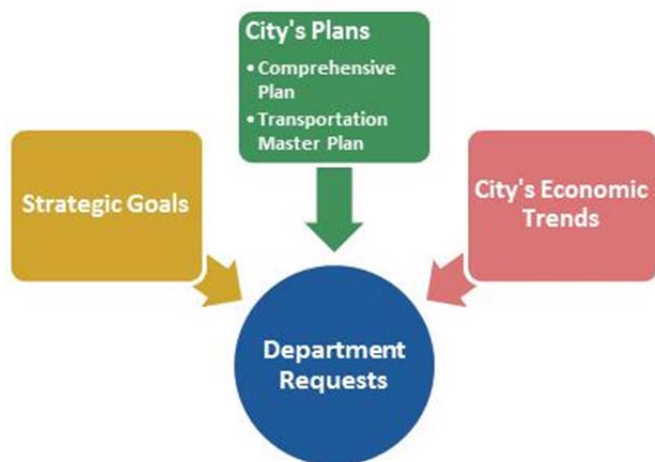 City's Plans
• Comprehensive
Plan
• Transportation
Master Plan
Strategic Goals
City's Economic
Trends
Department
Requests